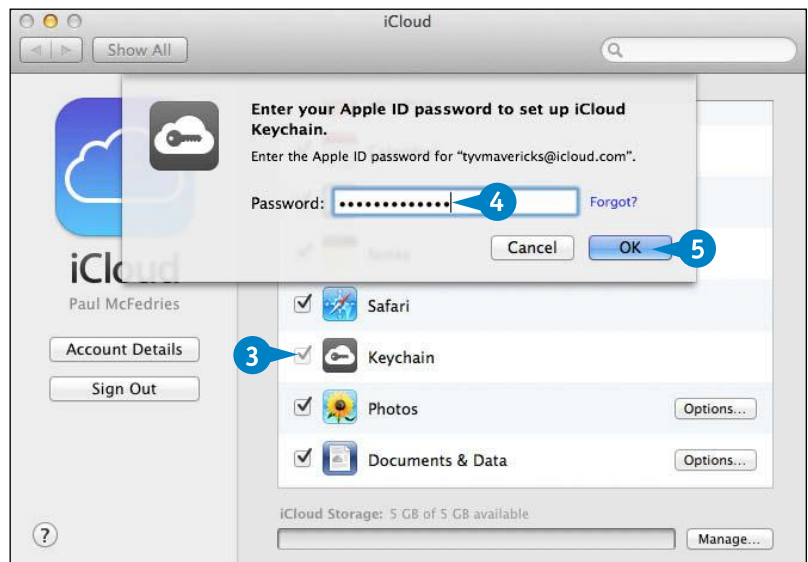 iCloud
Show All
Enter your Apple ID password to set up iCloud
Keychain.
Enter the Apple ID password for "tyvmavericks@icloud.com".
Password: •••••••••••••
4
Forgot?
Cancel
OK
5
iCloud
Paul McFedries
Account Details
Sign Out
Safari
3
Keychain
Photos
Options...
Documents & Data
Options...
iCloud Storage: 5 GB of 5 GB available
?
Manage...